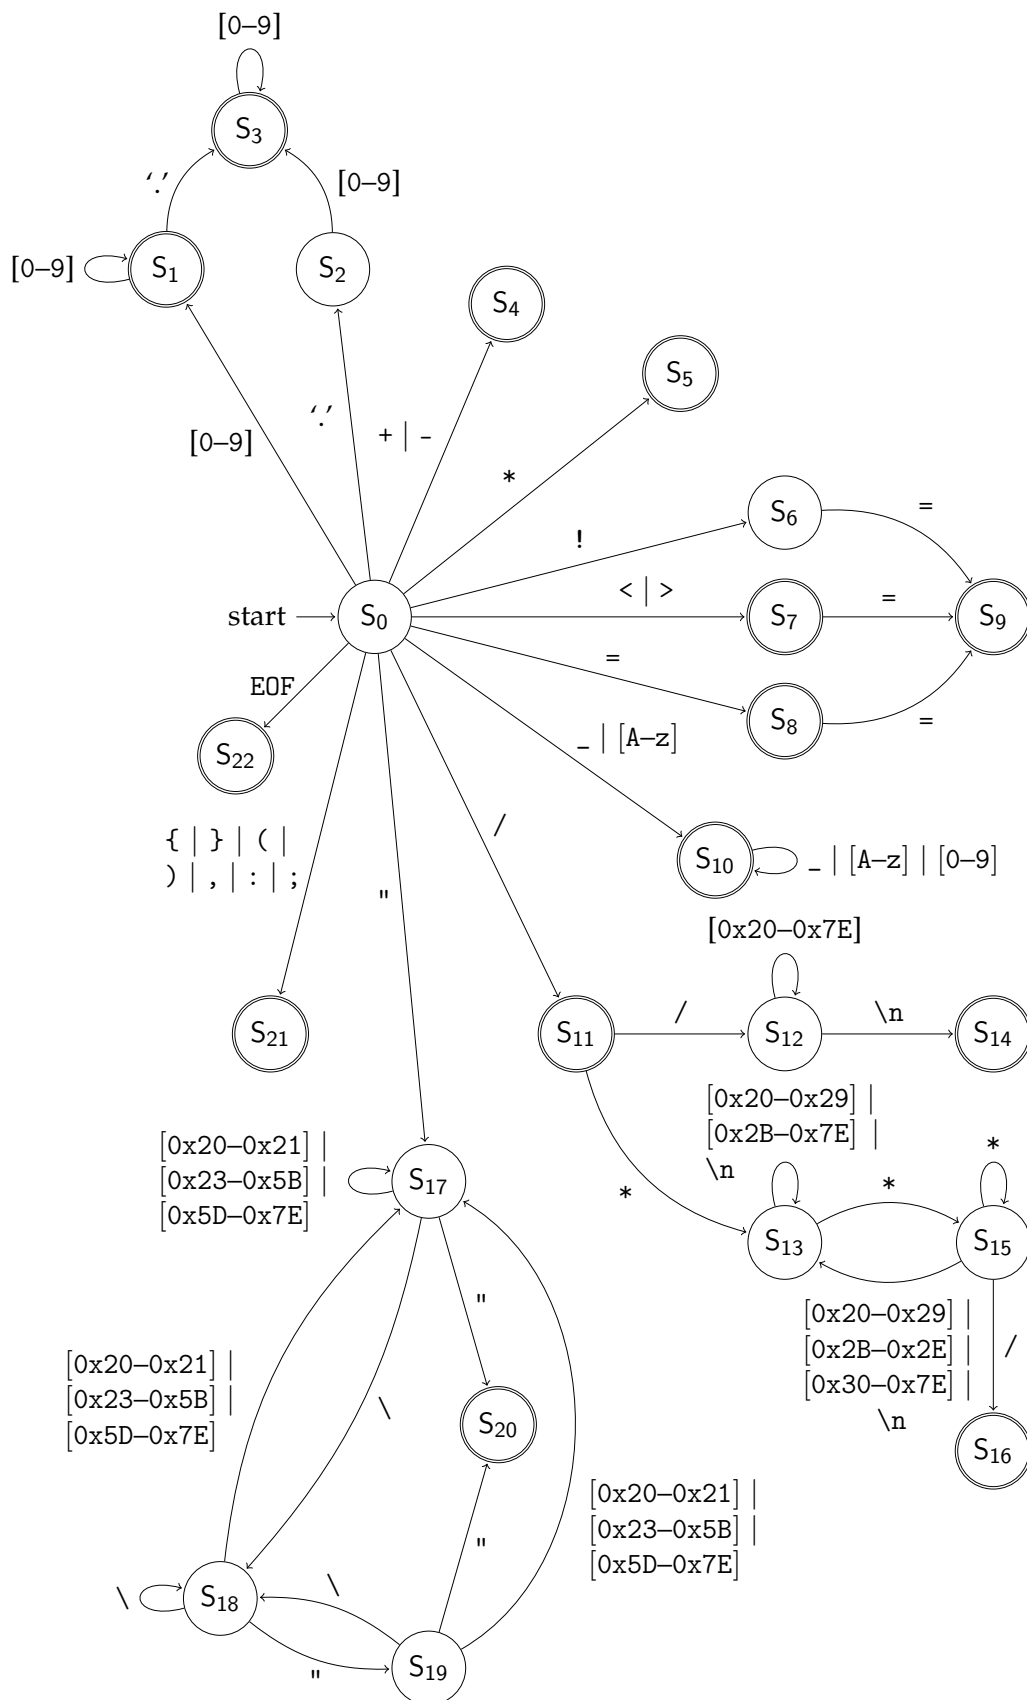 [0–9]
S3
‘.’
[0–9]
[0–9]
S1
S2
S4
S5
‘.’
[0–9]
+ | -
*
S6
=
!
< | >
start
S0
S7
=
S9
=
EOF
S8
=
S22
_ | [A–z]
{ | } | ( |
) | , | : | ;
/
"
S10
_ | [A–z] | [0–9]
[0x20–0x7E]
S21
S11
/
S12
\n
S14
[0x20–0x29] |
[0x2B–0x7E] |
\n
*
[0x20–0x21] |
[0x23–0x5B] |
[0x5D–0x7E]
S17
*
*
S13
S15
"
[0x20–0x29] |
[0x2B–0x2E] |
[0x30–0x7E] |
\n
/
[0x20–0x21] |
[0x23–0x5B] |
[0x5D–0x7E]
\
S20
S16
[0x20–0x21] |
[0x23–0x5B] |
[0x5D–0x7E]
"
\
S18
\
"
S19